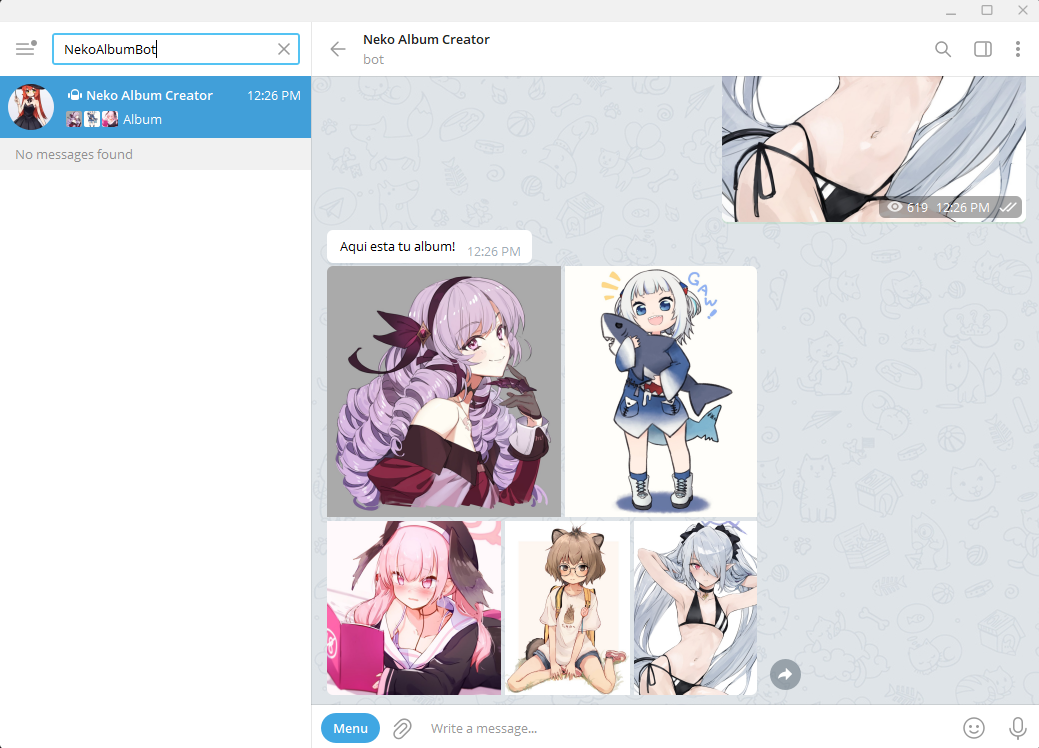 NekoAlbumBot
Neko Album Creator
12:26 PM
Album
No messages found
Neko Album Creator
bot
619 12:26 PM
Aqui esta tu album!
12:26 PM
GAW!
Menu
Write a message...